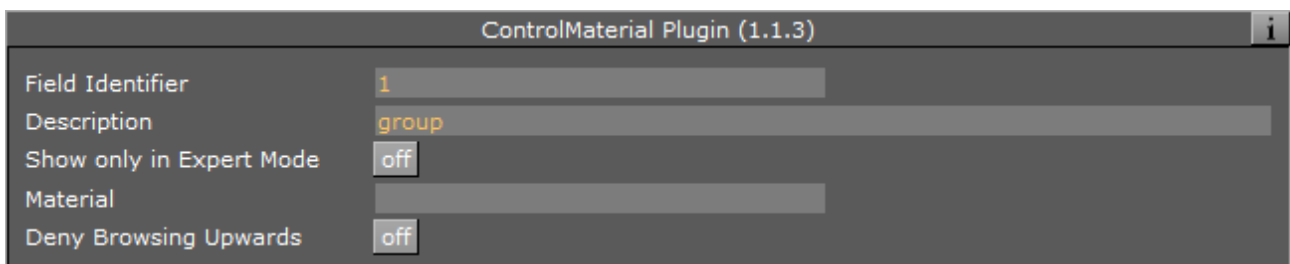 ControlMaterial Plugin (1.1.3) i
Field Identifier 1
Description group
Show only in Expert Mode off
Material
Deny Browsing Upwards off